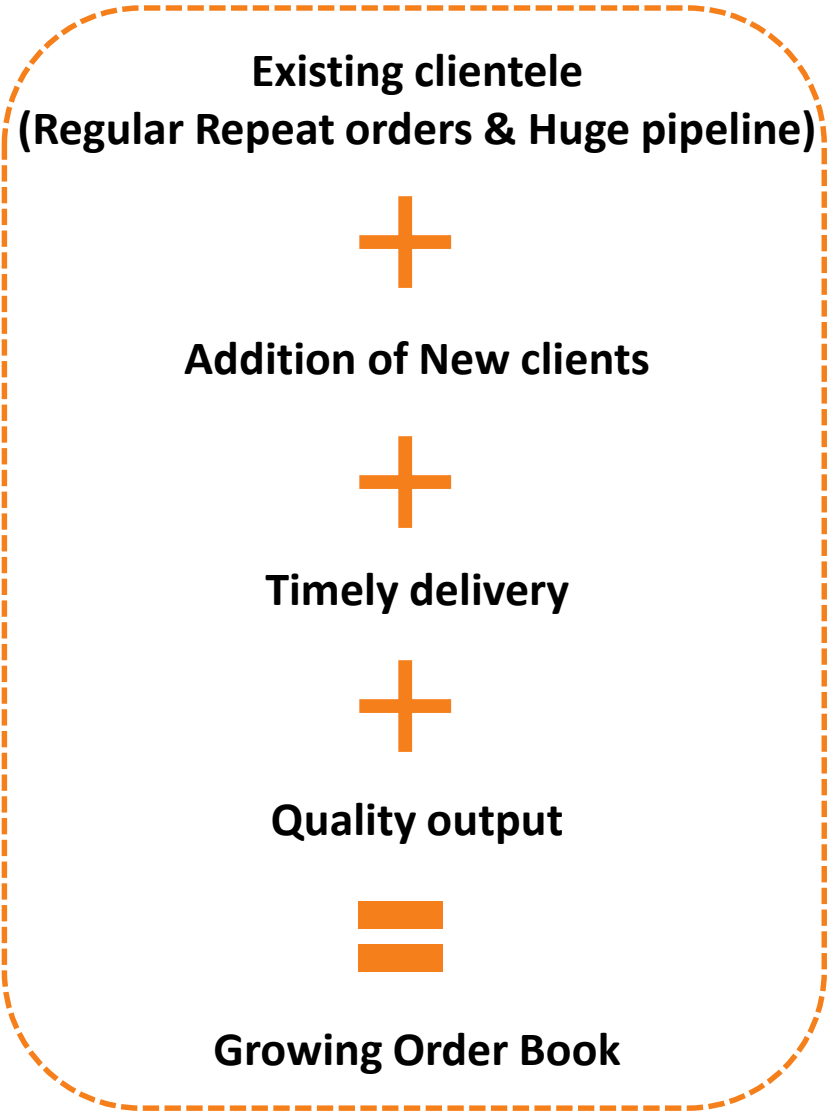 Existing clientele
(Regular Repeat orders & Huge pipeline)
+
Addition of New clients
+
Timely delivery
+
Quality output
=
Growing Order Book